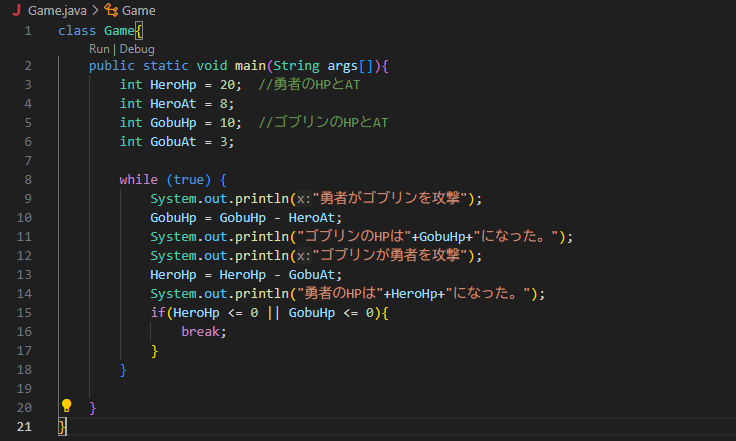 J Game.java > Game
1 class Game{
Run | Debug
2 public static void main(String args[]){
3 int HeroHp = 20; //勇者のHPとAT
4 int HeroAt = 8;
5 int GobuHp = 10; //ゴブリンのHPとAT
6 int GobuAt = 3;
7
8 while (true) {
9 System.out.println(x:"勇者がゴブリンを攻撃");
10 GobuHp = GobuHp - HeroAt;
11 System.out.println("ゴブリンのHPは"+GobuHp+"になった。");
12 System.out.println(x:"ゴブリンが勇者を攻撃");
13 HeroHp = HeroHp - GobuAt;
14 System.out.println("勇者のHPは"+HeroHp+"になった。");
15 if(HeroHp <= 0 || GobuHp <= 0){
16 break;
17 }
18 }
19
20 }
21 }